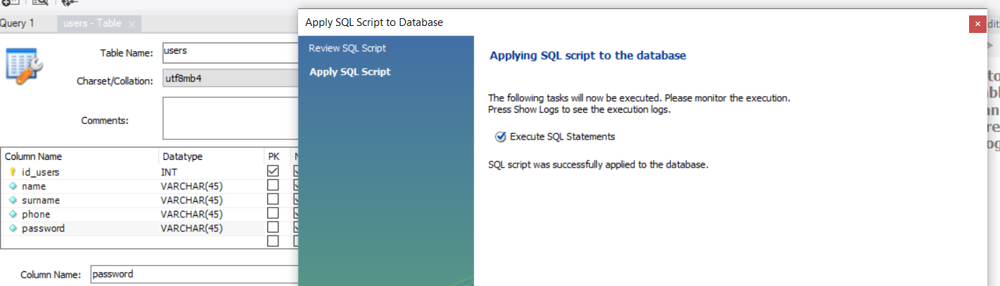 Query 1
users - Table
Table Name:
users
Charset/Collation:
utf8mb4
Comments:
Column Name Datatype PK
id_users INT
name VARCHAR(45)
surname VARCHAR(45)
phone VARCHAR(45)
password VARCHAR(45)
Column Name: password
Apply SQL Script to Database
Review SQL Script
Apply SQL Script
Applying SQL script to the database
The following tasks will now be executed. Please monitor the execution.
Press Show Logs to see the execution logs.
Execute SQL Statements
SQL script was successfully applied to the database.